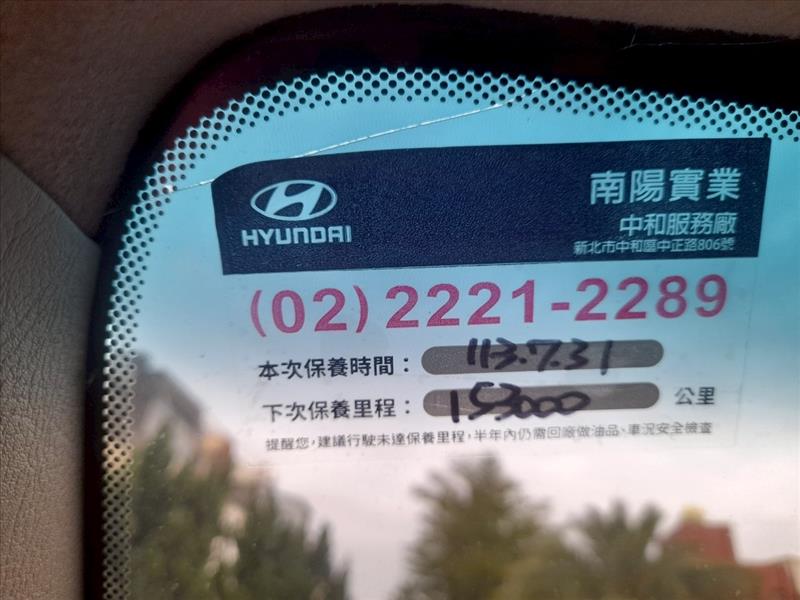 HYUNDAI
南陽實業
中和服務廠
新北市中和區中正路806號
(02) 2221-2289
本次保養時間：113.7.31
下次保養里程：153000 公里
提醒您，建議行駛未達保養里程，半年內仍需回廠做油品、車況安全檢查